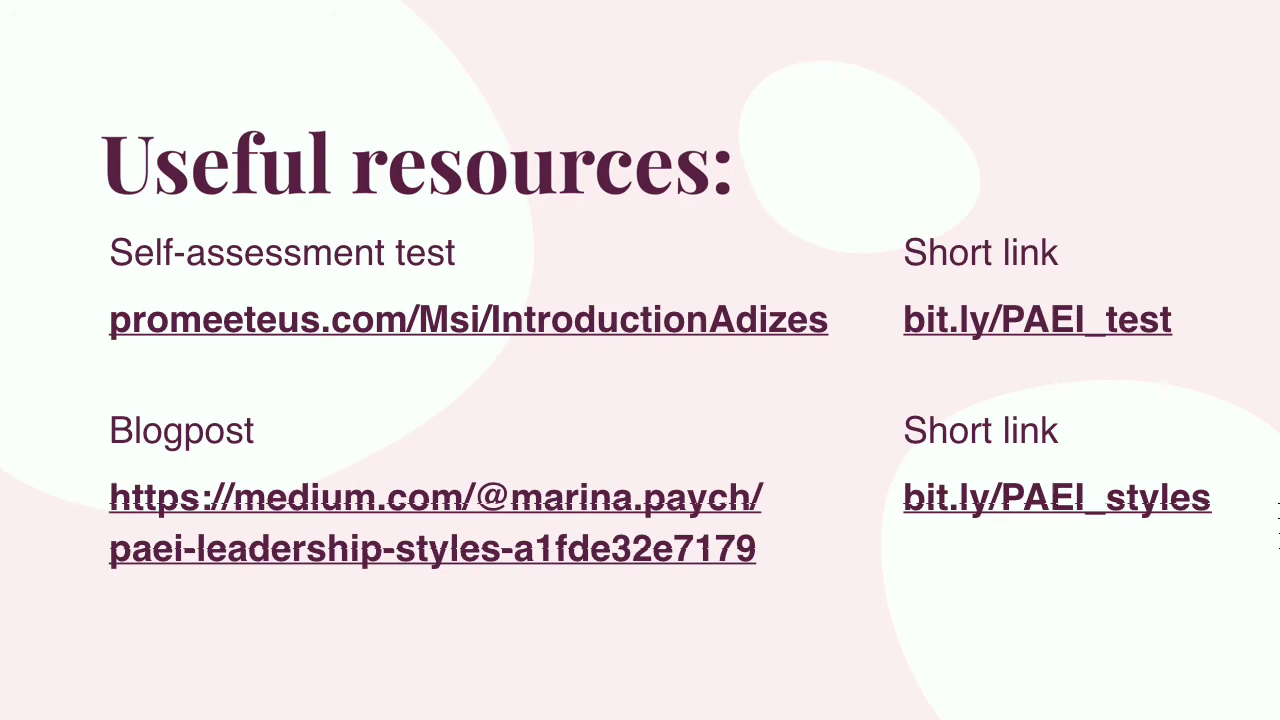 Useful resources:
Self-assessment test
Short link
promeeteus.com/Msi/IntroductionAdizes
bit.ly/PAEI_test
Blogpost
Short link
https://medium.com/@marina.paych/
bit.ly/PAEI_styles
paei-leadership-styles-a1fde32e7179